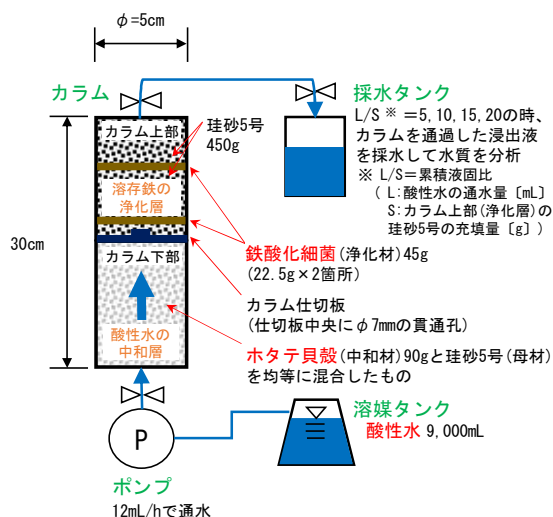 φ=5cm
カラム
採水タンク
L/S ※ =5,10,15,20の時、
カラムを通過した浸出液
を採水して水質を分析
※ L/S=累積液固比
( L:酸性水の通水量〔mL〕
S:カラム上部(浄化層)の
珪砂5号の充填量〔g〕)
カラム上部
珪砂5号
450g
溶存鉄の
浄化層
30cm
カラム下部
鉄酸化細菌(浄化材)45g
(22.5g×2箇所)
カラム仕切板
(仕切板中央にφ7mmの貫通孔)
酸性水の
中和層
ホタテ貝殻(中和材)90gと珪砂5号(母材)
を均等に混合したもの
P
溶媒タンク
酸性水 9,000mL
ポンプ
12mL/hで通水